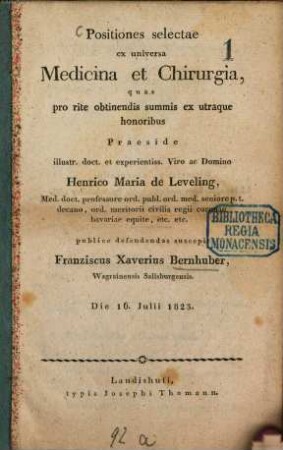 Positiones selectae
ex universa
1
Medicina et Chirurgia,
quas
pro rite obtinendis summis ex utraque
honoribus
Praeside
illustr. doct. et experientiss. Viro ac Domino
Henrico Maria de Leveling,
Med. doct. professore ord. publ. ord. med. seniore p. t.
decano, ord. meritoris civilis regii
bavariae equite, etc. etc.
BIBLIOTHECA
REGIA
MONACENSIS
publice defendendas
Franziscus Xaverius Bernhuber,
Wagrainensis Salisburgensis.
Die 16. Julii 1823.
Landishuti,
typis Josephi Thomann.
92 a